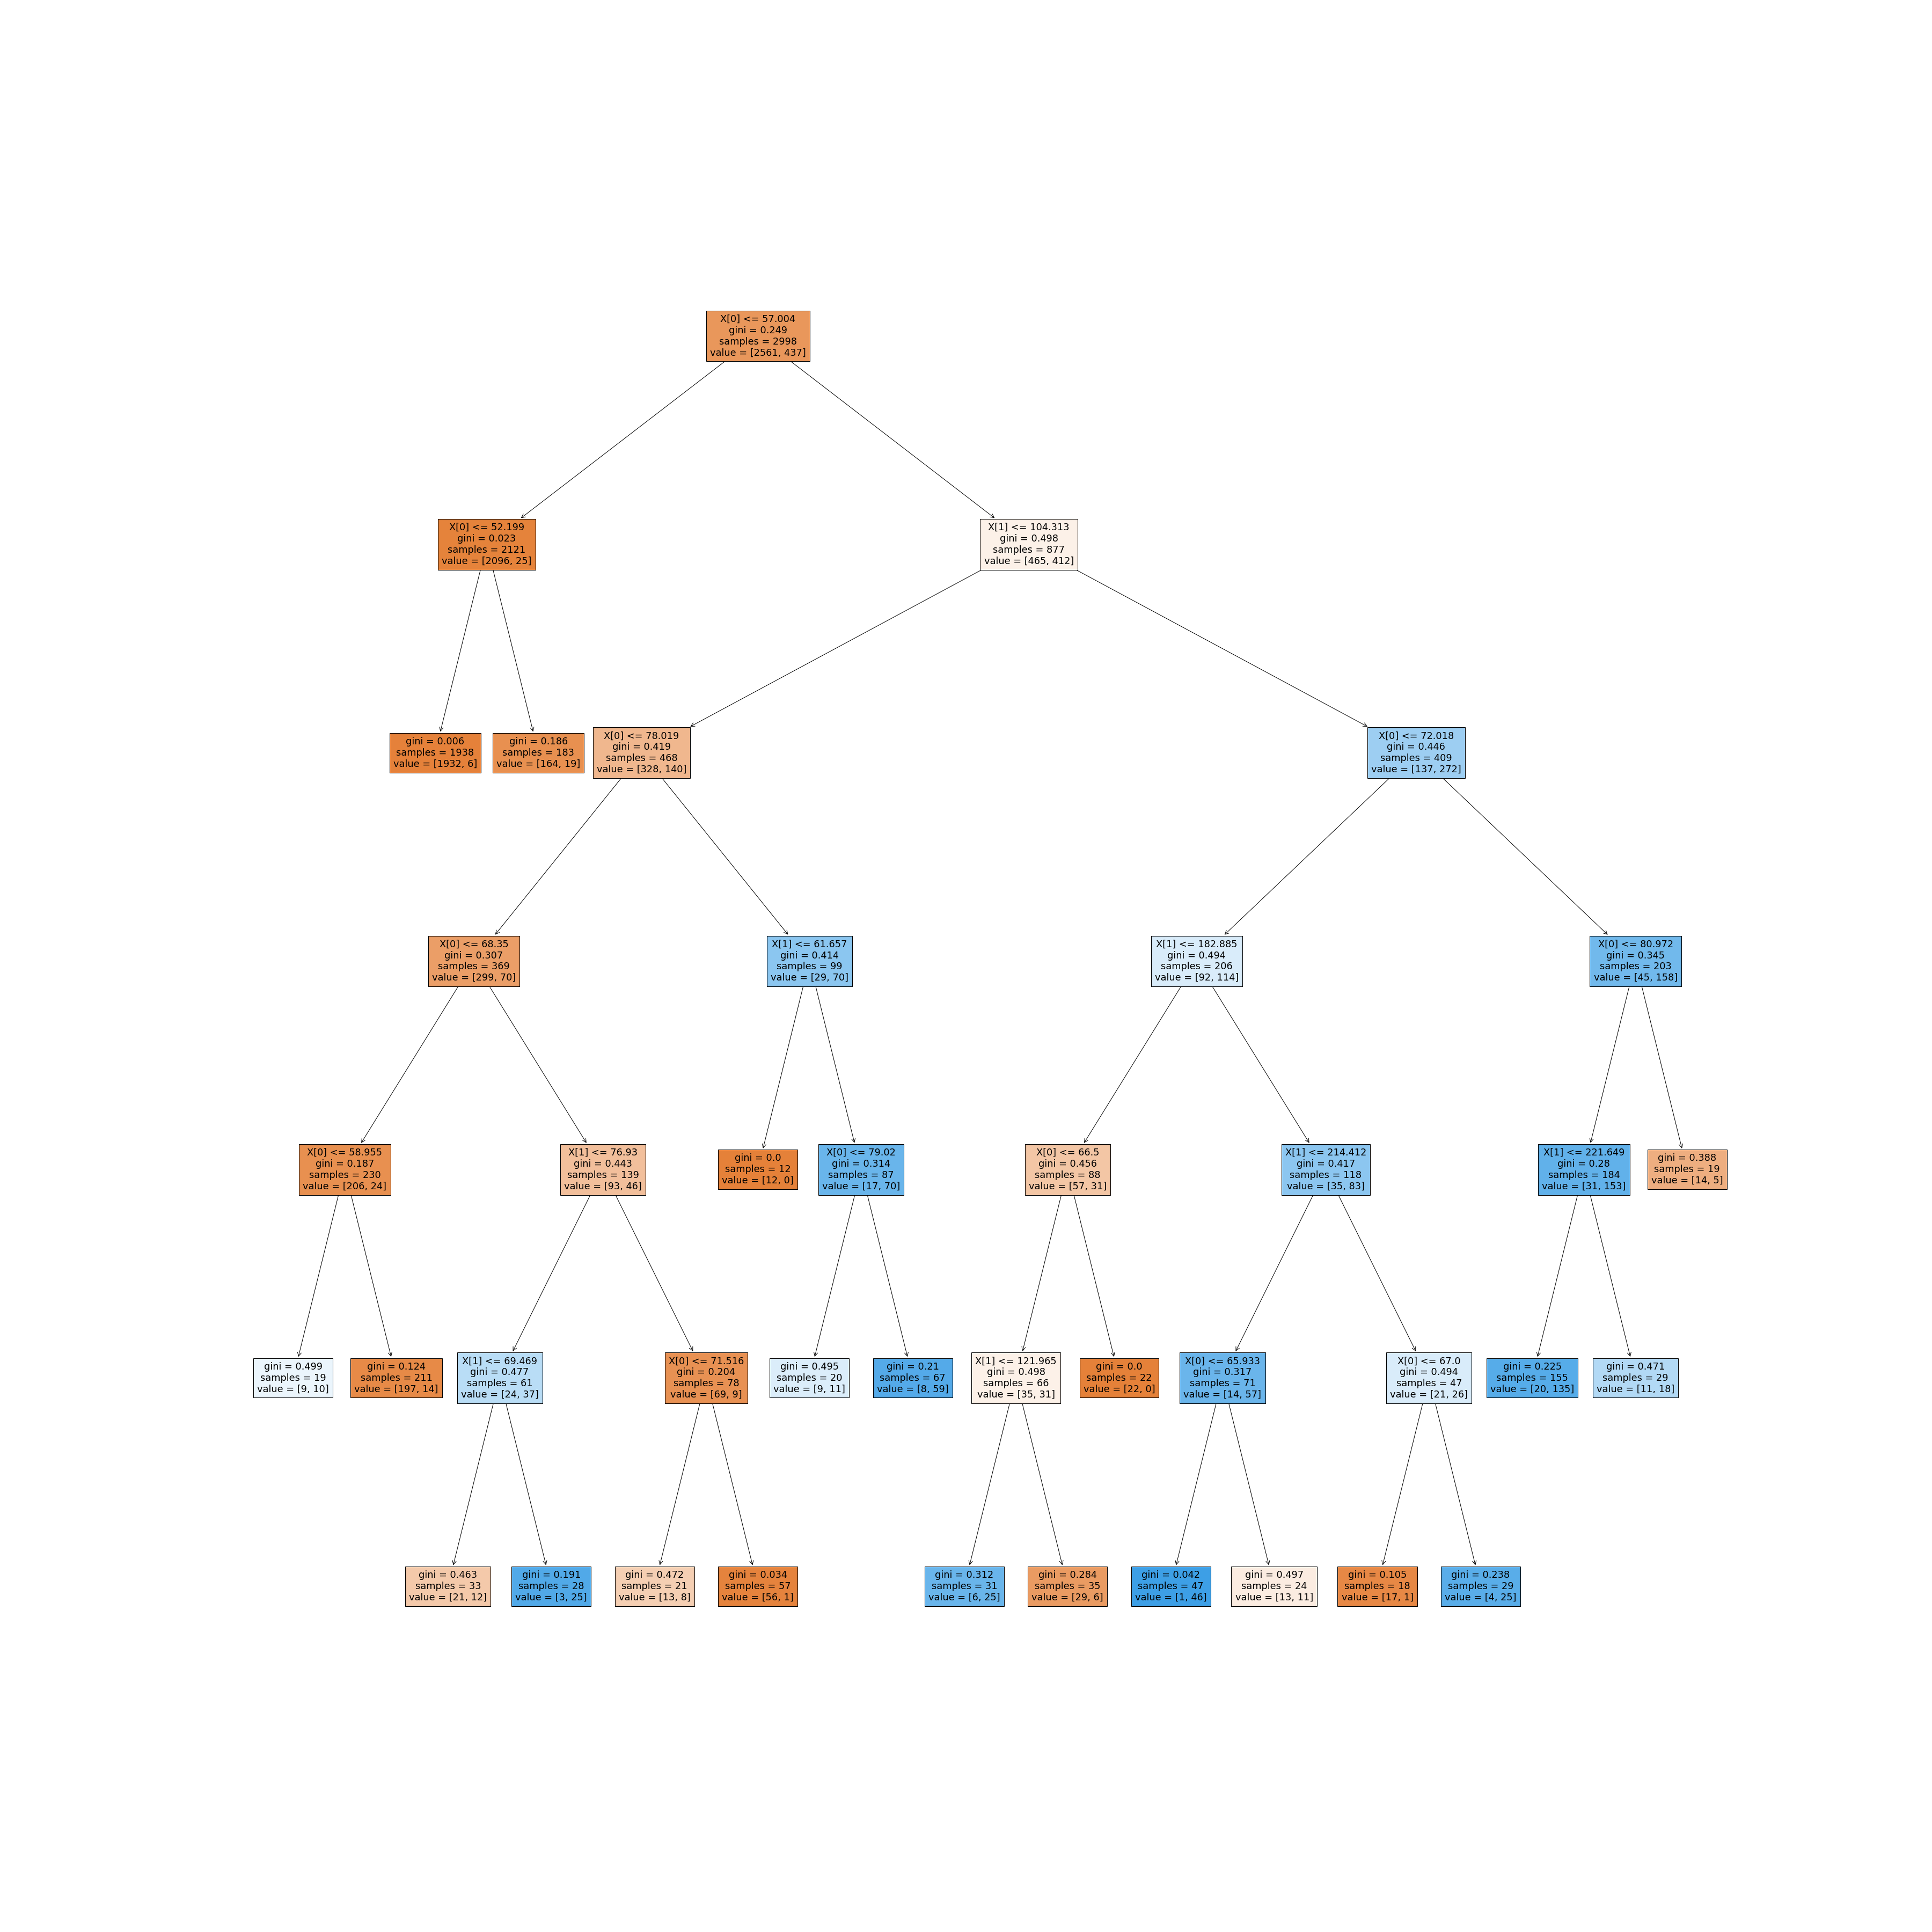 X[0] <= 57.004
gini = 0.249
samples = 2998
value = [2561, 437]
X[0] <= 52.199
gini = 0.023
samples = 2121
value = [2096, 25]
X[1] <= 104.313
gini = 0.498
samples = 877
value = [465, 412]
gini = 0.006
samples = 1938
value = [1932, 6]
gini = 0.186
samples = 183
value = [164, 19]
X[0] <= 78.019
gini = 0.419
samples = 468
value = [328, 140]
X[0] <= 72.018
gini = 0.446
samples = 409
value = [137, 272]
X[0] <= 68.35
gini = 0.307
samples = 369
value = [299, 70]
X[1] <= 61.657
gini = 0.414
samples = 99
value = [29, 70]
X[1] <= 182.885
gini = 0.494
samples = 206
value = [92, 114]
X[0] <= 80.972
gini = 0.345
samples = 203
value = [45, 158]
X[0] <= 58.955
gini = 0.187
samples = 230
value = [206, 24]
X[1] <= 76.93
gini = 0.443
samples = 139
value = [93, 46]
gini = 0.0
samples = 12
value = [12, 0]
X[0] <= 79.02
gini = 0.314
samples = 87
value = [17, 70]
X[0] <= 66.5
gini = 0.456
samples = 88
value = [57, 31]
X[1] <= 214.412
gini = 0.417
samples = 118
value = [35, 83]
X[1] <= 221.649
gini = 0.28
samples = 184
value = [31, 153]
gini = 0.388
samples = 19
value = [14, 5]
gini = 0.499
samples = 19
value = [9, 10]
gini = 0.124
samples = 211
value = [197, 14]
X[1] <= 69.469
gini = 0.477
samples = 61
value = [24, 37]
X[0] <= 71.516
gini = 0.204
samples = 78
value = [69, 9]
gini = 0.495
samples = 20
value = [9, 11]
gini = 0.21
samples = 67
value = [8, 59]
X[1] <= 121.965
gini = 0.498
samples = 66
value = [35, 31]
gini = 0.0
samples = 22
value = [22, 0]
X[0] <= 65.933
gini = 0.317
samples = 71
value = [14, 57]
X[0] <= 67.0
gini = 0.494
samples = 47
value = [21, 26]
gini = 0.225
samples = 155
value = [20, 135]
gini = 0.471
samples = 29
value = [11, 18]
gini = 0.463
samples = 33
value = [21, 12]
gini = 0.191
samples = 28
value = [3, 25]
gini = 0.472
samples = 21
value = [13, 8]
gini = 0.034
samples = 57
value = [56, 1]
gini = 0.312
samples = 31
value = [6, 25]
gini = 0.284
samples = 35
value = [29, 6]
gini = 0.042
samples = 47
value = [1, 46]
gini = 0.497
samples = 24
value = [13, 11]
gini = 0.105
samples = 18
value = [17, 1]
gini = 0.238
samples = 29
value = [4, 25]